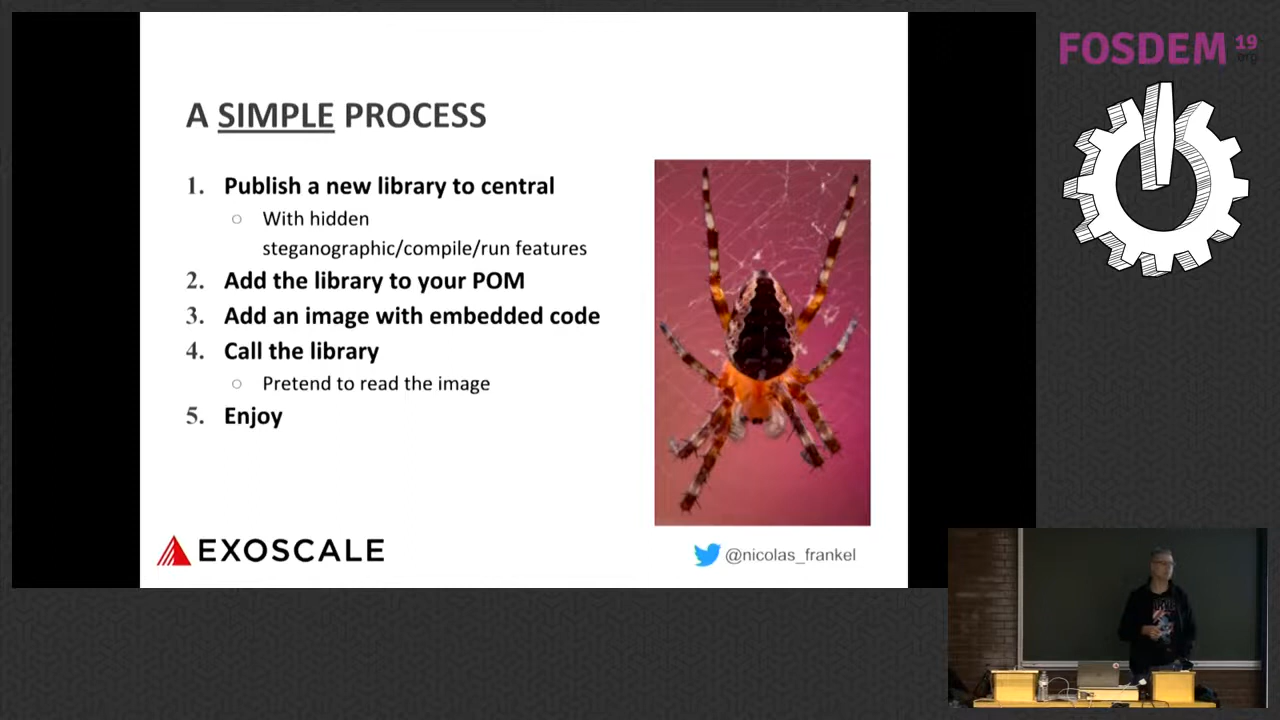 FOSDEM 19
.org
A SIMPLE PROCESS
1. Publish a new library to central
○ With hidden
steganographic/compile/run features
2. Add the library to your POM
3. Add an image with embedded code
4. Call the library
○ Pretend to read the image
5. Enjoy
EXOSCALE
@nicolas_frankel